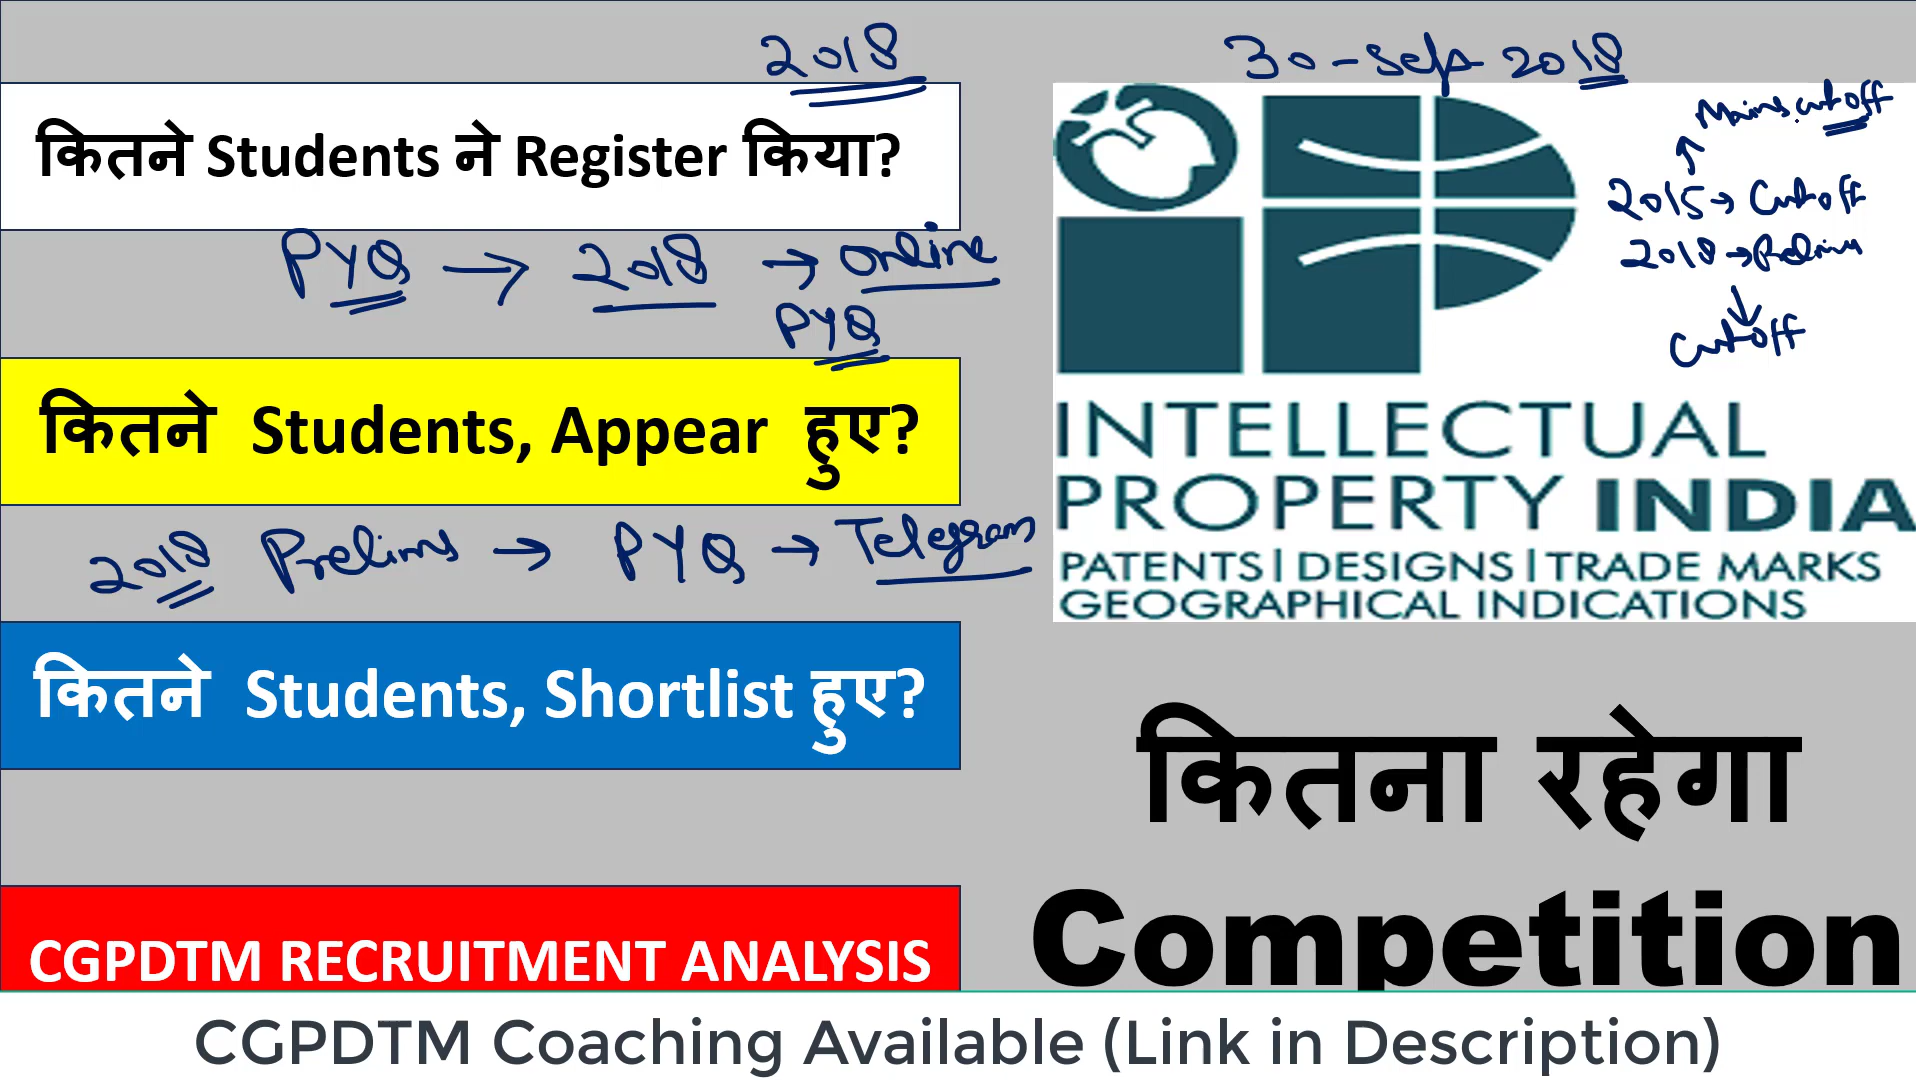 2018
कितने Students ने Register किया?
PYQ → 2018 → online
PYQ
कितने Students, Appear हुए?
2018 Prelims → PYQ → Telegram
कितने Students, Shortlist हुए?
CGPDTM RECRUITMENT ANALYSIS
30-Sep 2018
Mains cutoff
2015 → Cutoff
2018 → Prelims
Cutoff
INTELLECTUAL
PROPERTY INDIA
PATENTS | DESIGNS | TRADE MARKS
GEOGRAPHICAL INDICATIONS
कितना रहेगा
Competition
CGPDTM Coaching Available (Link in Description)